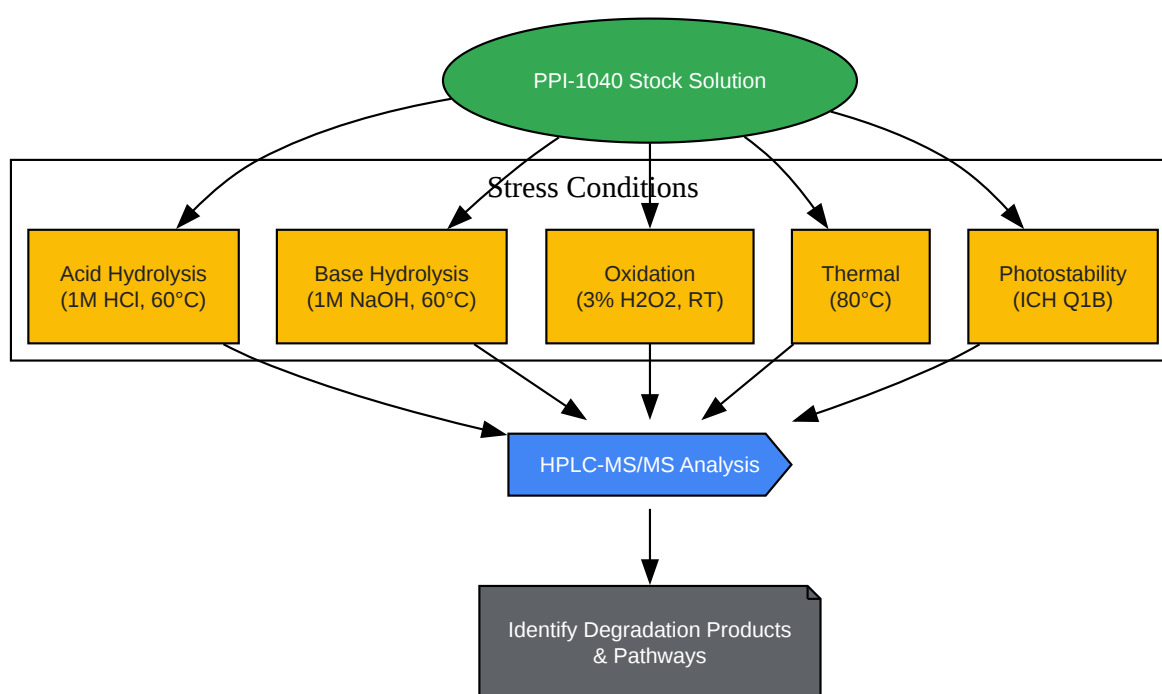 PPI-1040 Stock Solution
Stress Conditions
Acid Hydrolysis
(1M HCl, 60°C)
Base Hydrolysis
(1M NaOH, 60°C)
Oxidation
(3% H2O2, RT)
Thermal
(80°C)
Photostability
(ICH Q1B)
HPLC-MS/MS Analysis
Identify Degradation Products
& Pathways